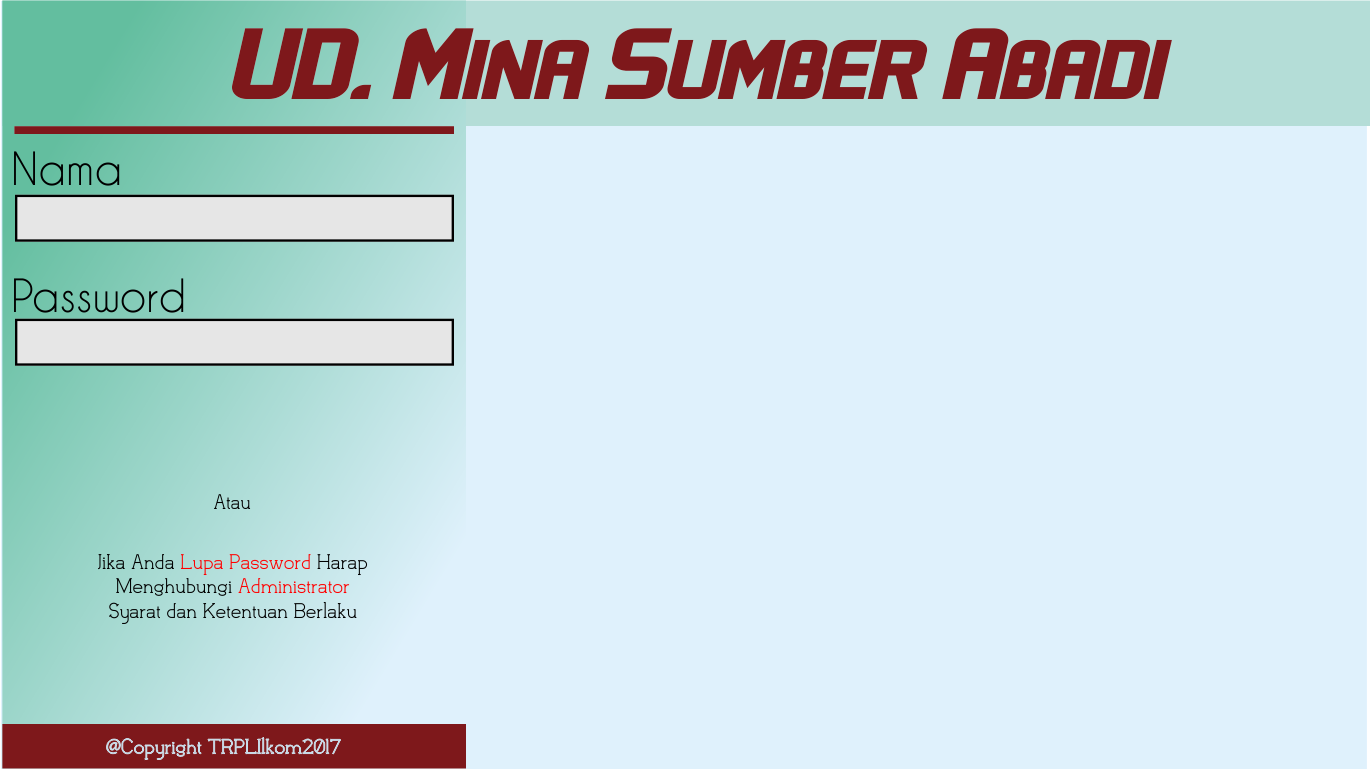 UD. MINA SUMBER ABADI
Nama
Password
Atau
Jika Anda Lupa Password Harap
Menghubungi Administrator
Syarat dan Ketentuan Berlaku
@Copyright TRPLIlkom2017